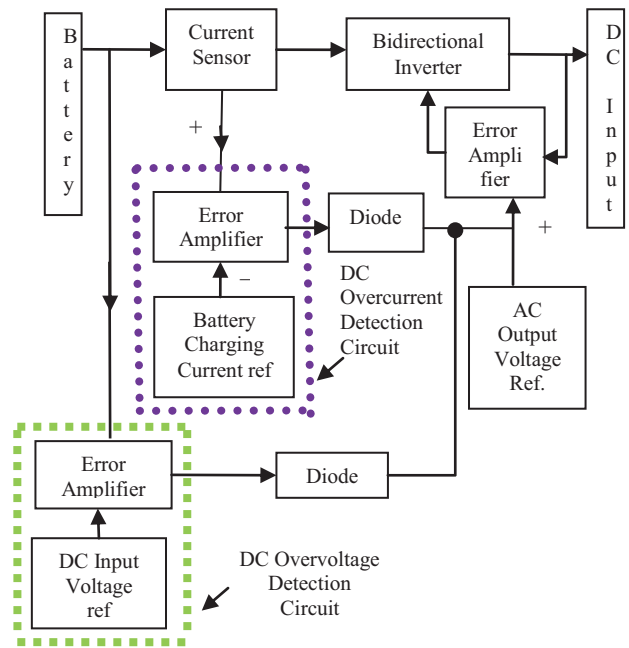 B
a
t
t
e
r
y
Current
Sensor
Bidirectional
Inverter
D
C
I
n
p
u
t
+
Error
Ampli
fier
Error
Amplifier
Diode
+
−
DC
Overcurrent
Detection
Circuit
Battery
Charging
Current ref
AC
Output
Voltage
Ref.
Error
Amplifier
Diode
DC Input
Voltage
ref
DC Overvoltage
Detection
Circuit